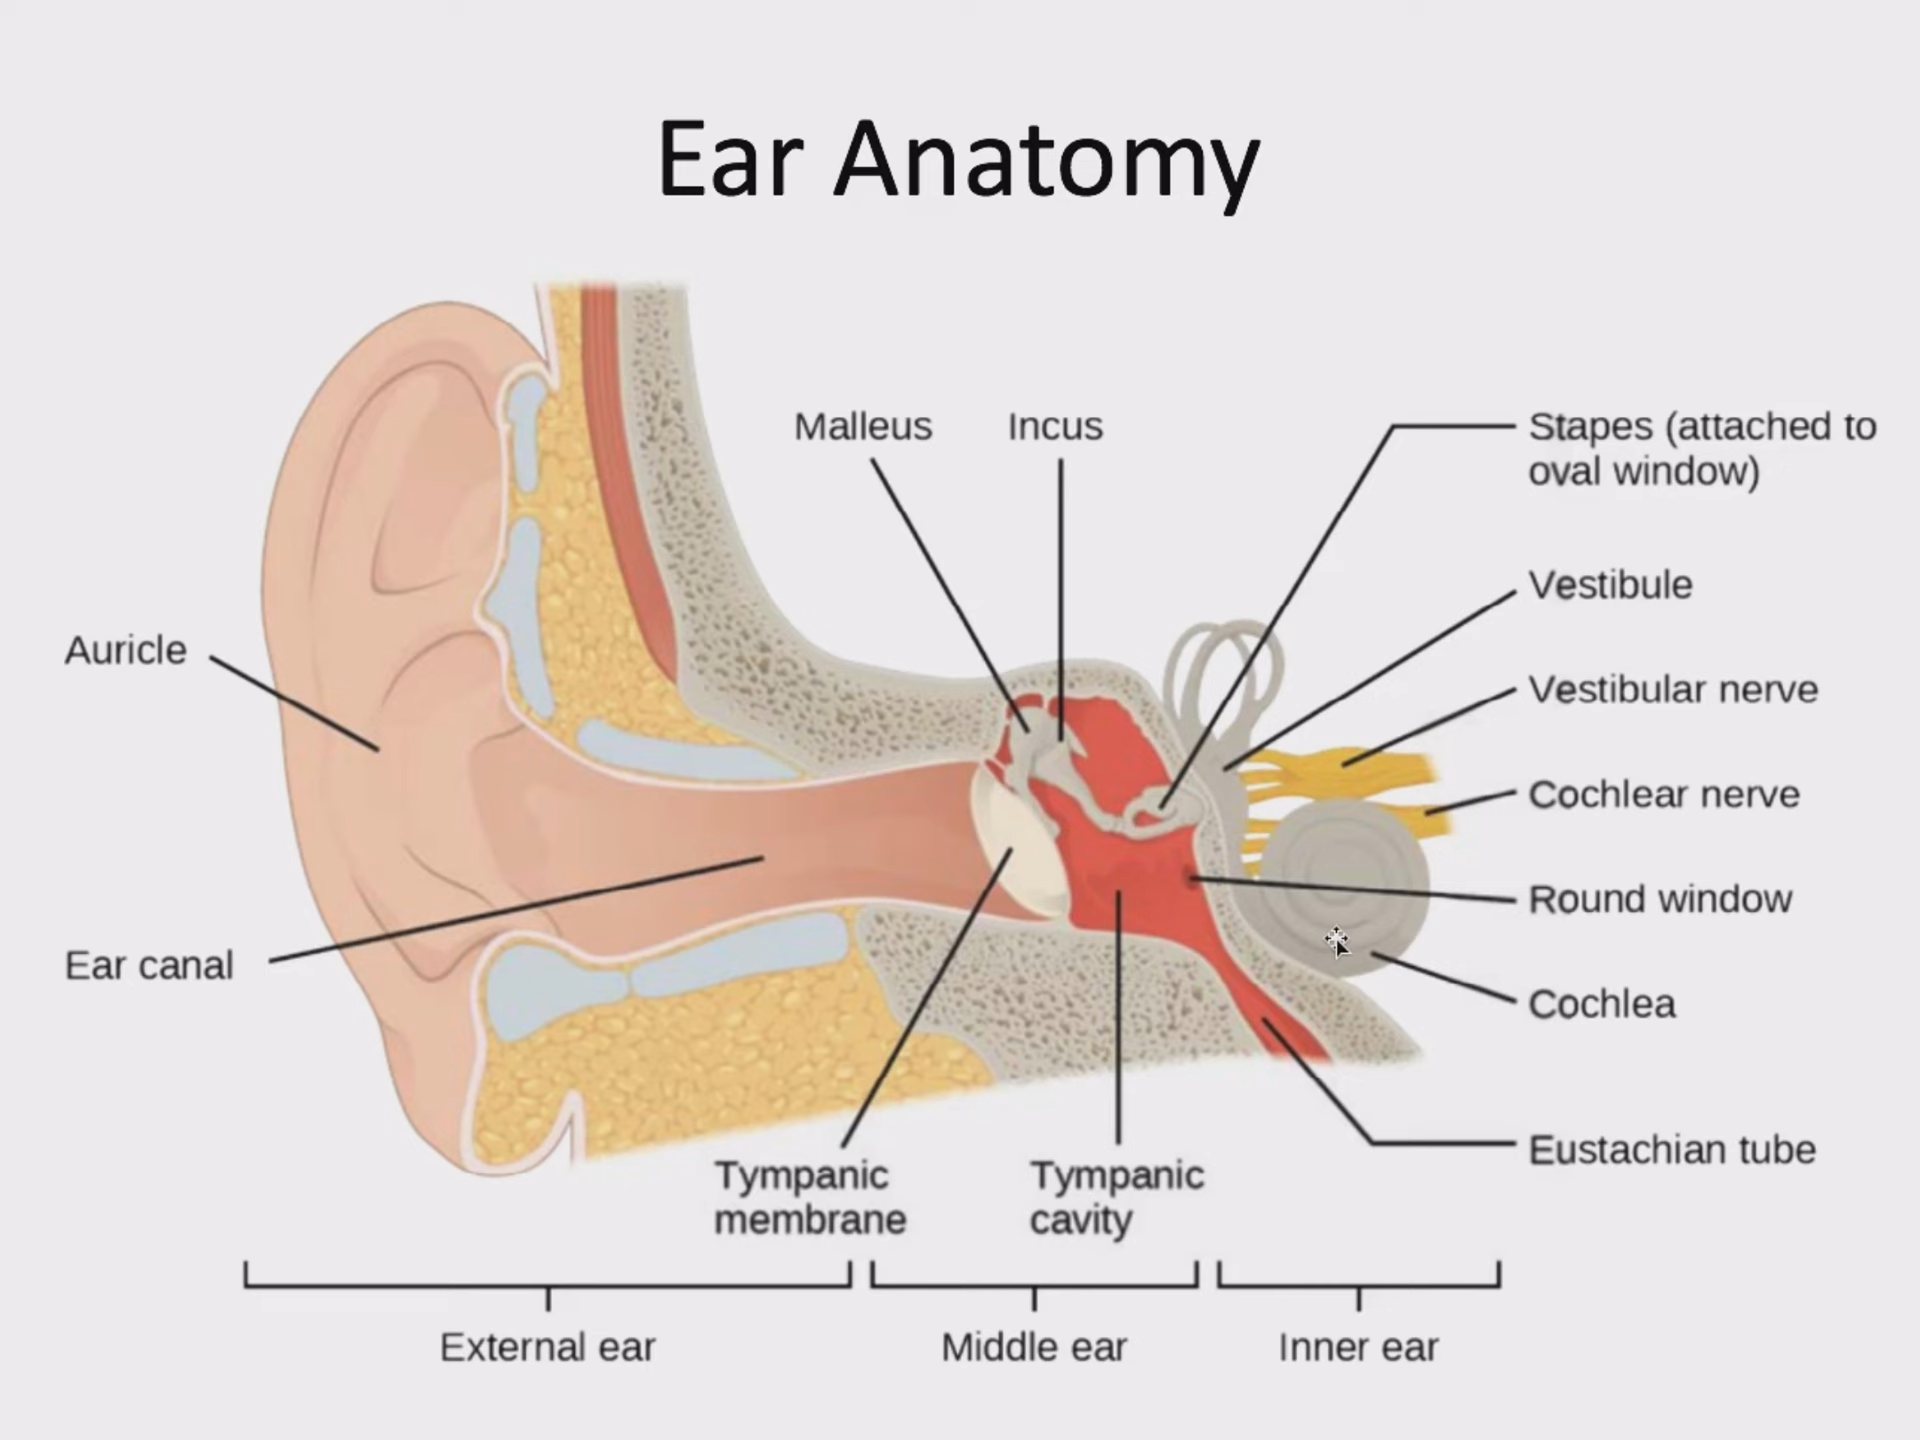 Ear Anatomy
Malleus
Incus
Stapes (attached to
oval window)
Vestibule
Auricle
Vestibular nerve
Cochlear nerve
Round window
Ear canal
Cochlea
Eustachian tube
Tympanic
membrane
Tympanic
cavity
External ear
Middle ear
Inner ear